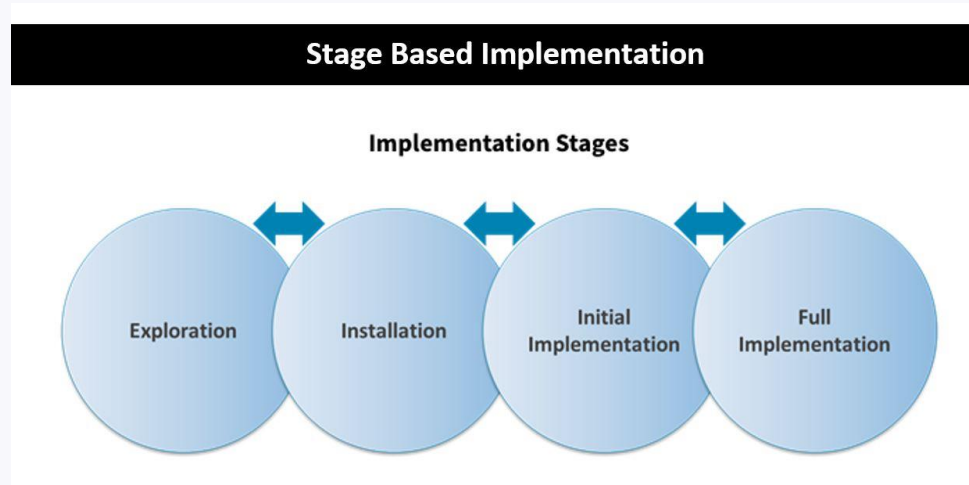 Stage Based Implementation
Implementation Stages
Exploration
Installation
Initial
Implementation
Full
Implementation